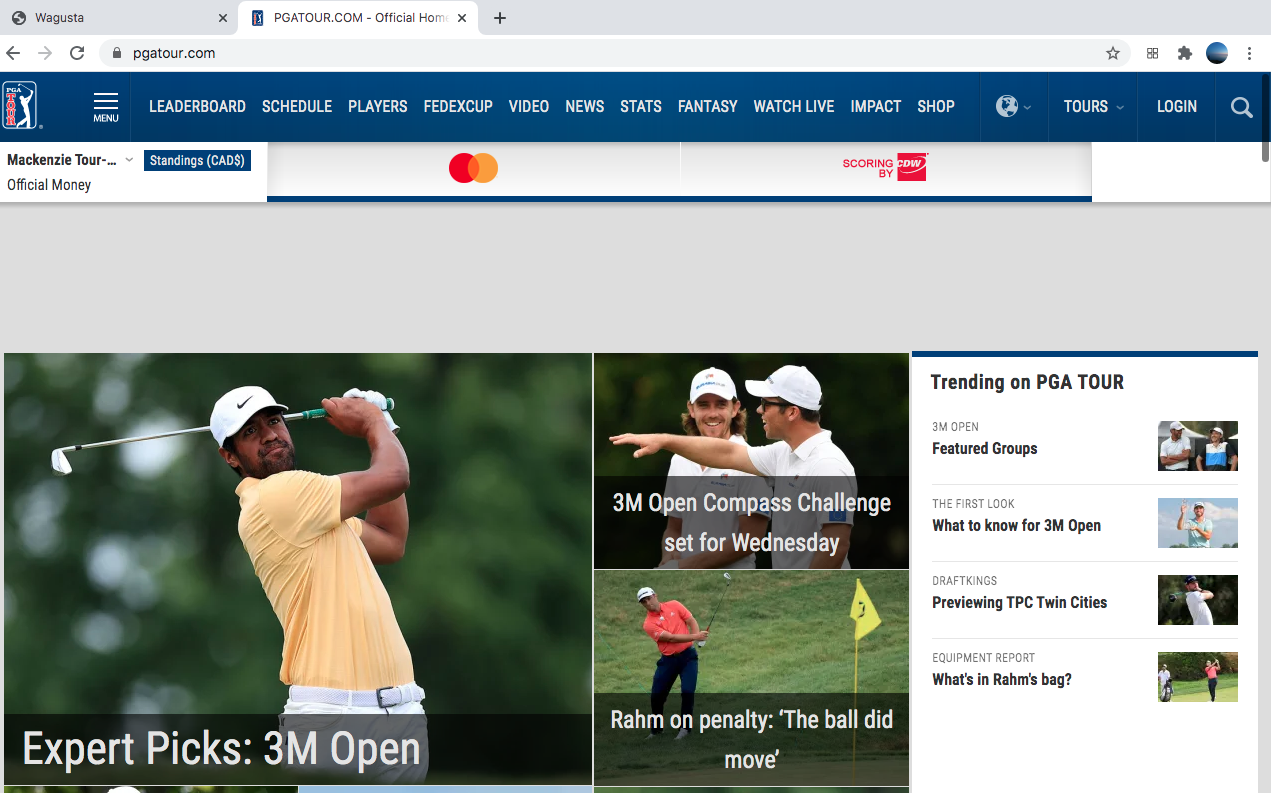 Wagusta
PGATOUR.COM - Official Home
pgatour.com
PGA TOUR
MENU
LEADERBOARD SCHEDULE PLAYERS FEDEXCUP VIDEO NEWS STATS FANTASY WATCH LIVE IMPACT SHOP
TOURS
LOGIN
Mackenzie Tour-...
Standings (CAD$)
Official Money
SCORING
BY
CDW
Expert Picks: 3M Open
3M Open Compass Challenge
set for Wednesday
Rahm on penalty: ‘The ball did
move’
Trending on PGA TOUR
3M OPEN
Featured Groups
THE FIRST LOOK
What to know for 3M Open
DRAFTKINGS
Previewing TPC Twin Cities
EQUIPMENT REPORT
What's in Rahm's bag?